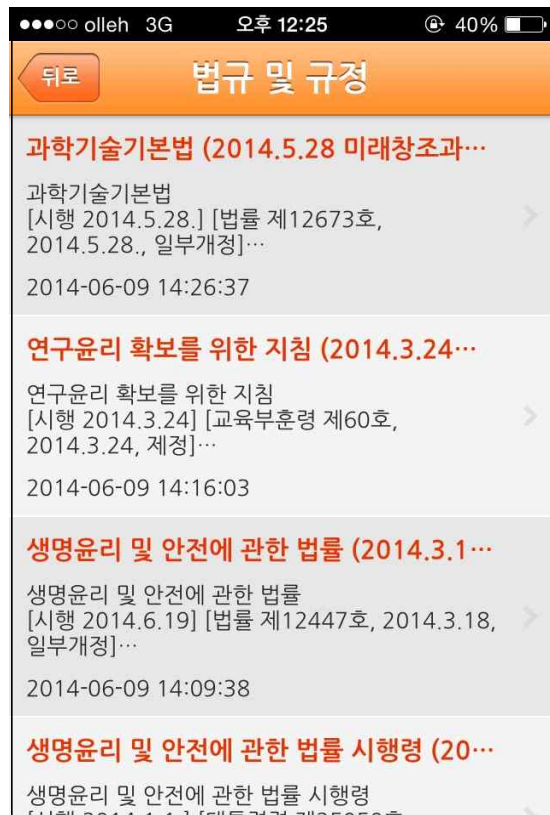 olleh 3G 오후 12:25 40%
뒤로 법규 및 규정
과학기술기본법 (2014.5.28 미래창조과…
과학기술기본법
[시행 2014.5.28.] [법률 제12673호,
2014.5.28., 일부개정]…
2014-06-09 14:26:37
연구윤리 확보를 위한 지침 (2014.3.24…
연구윤리 확보를 위한 지침
[시행 2014.3.24] [교육부훈령 제60호,
2014.3.24, 제정]…
2014-06-09 14:16:03
생명윤리 및 안전에 관한 법률 (2014.3.1…
생명윤리 및 안전에 관한 법률
[시행 2014.6.19] [법률 제12447호, 2014.3.18,
일부개정]…
2014-06-09 14:09:38
생명윤리 및 안전에 관한 법률 시행령 (20…
생명윤리 및 안전에 관한 법률 시행령